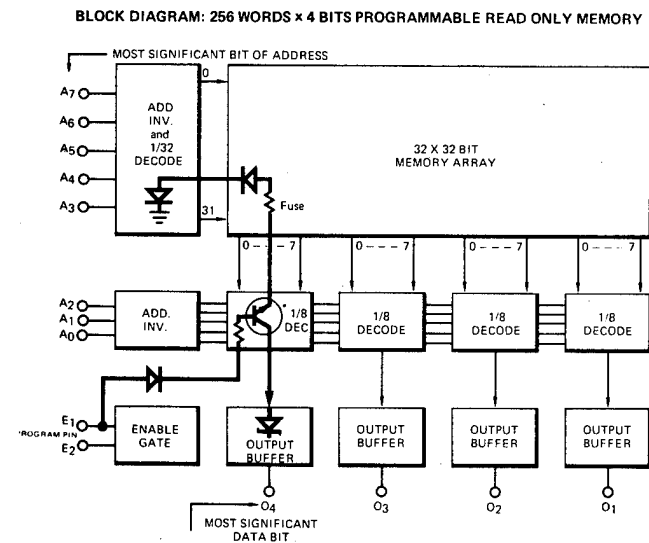 BLOCK DIAGRAM: 256 WORDS × 4 BITS PROGRAMMABLE READ ONLY MEMORY
MOST SIGNIFICANT BIT OF ADDRESS
A7
A6
A5
A4
A3
ADD
INV.
and
1/32
DECODE
0
31
32 X 32 BIT
MEMORY ARRAY
Fuse
0 - - - - 7
0 - - - 7
0 - - - 7
0 - - - 7
A2
A1
A0
ADD.
INV.
1/8
DEC
1/8
DECODE
1/8
DECODE
1/8
DECODE
E1
'ROGRAM PIN
E2
ENABLE
GATE
OUTPUT
BUFFER
OUTPUT
BUFFER
OUTPUT
BUFFER
OUTPUT
BUFFER
O4
O3
O2
O1
MOST SIGNIFICANT
DATA BIT